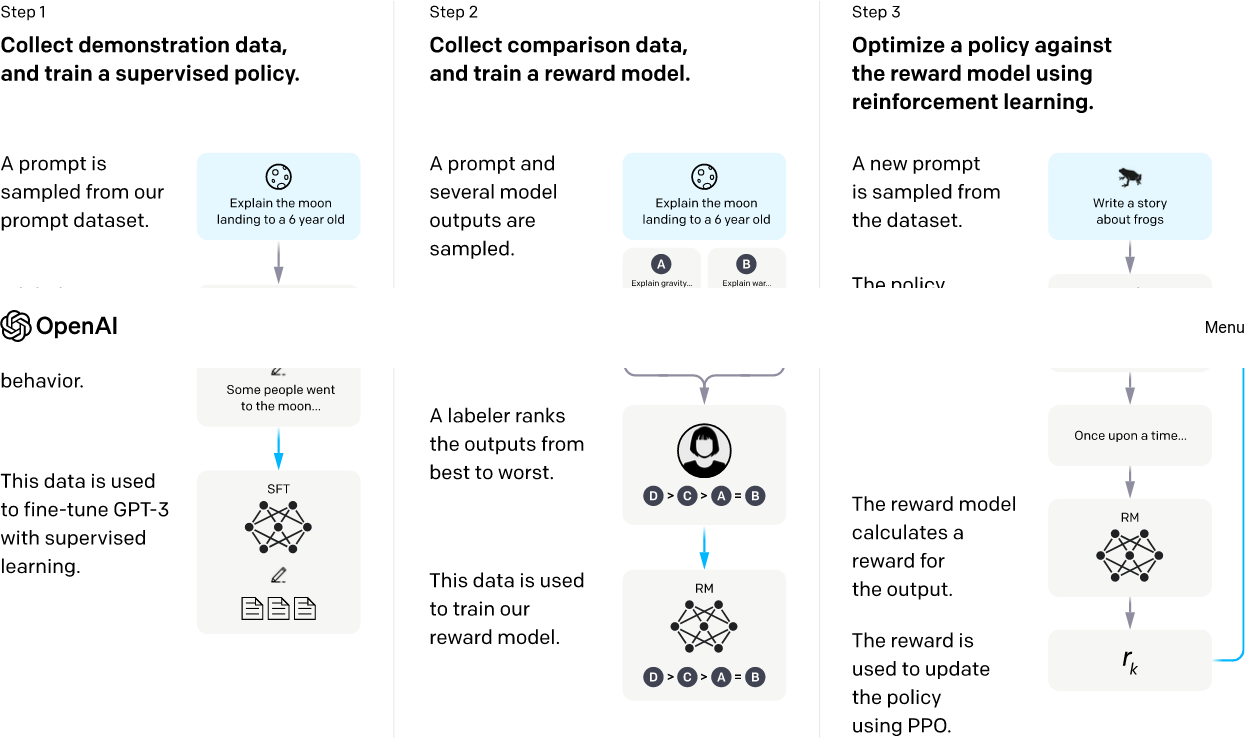 Step 1
Collect demonstration data,
and train a supervised policy.
A prompt is
sampled from our
prompt dataset.
Explain the moon
landing to a 6 year old
behavior.
Some people went
to the moon...
This data is used
to fine-tune GPT-3
with supervised
learning.
SFT
Step 2
Collect comparison data,
and train a reward model.
A prompt and
several model
outputs are
sampled.
Explain the moon
landing to a 6 year old
A
B
Explain gravity...
Explain war...
A labeler ranks
the outputs from
best to worst.
D > C > A = B
This data is used
to train our
reward model.
RM
D > C > A = B
Step 3
Optimize a policy against
the reward model using
reinforcement learning.
A new prompt
is sampled from
the dataset.
Write a story
about frogs
The policy
Once upon a time...
The reward model
calculates a
reward for
the output.
RM
The reward is
used to update
the policy
using PPO.
rk
OpenAI
Menu